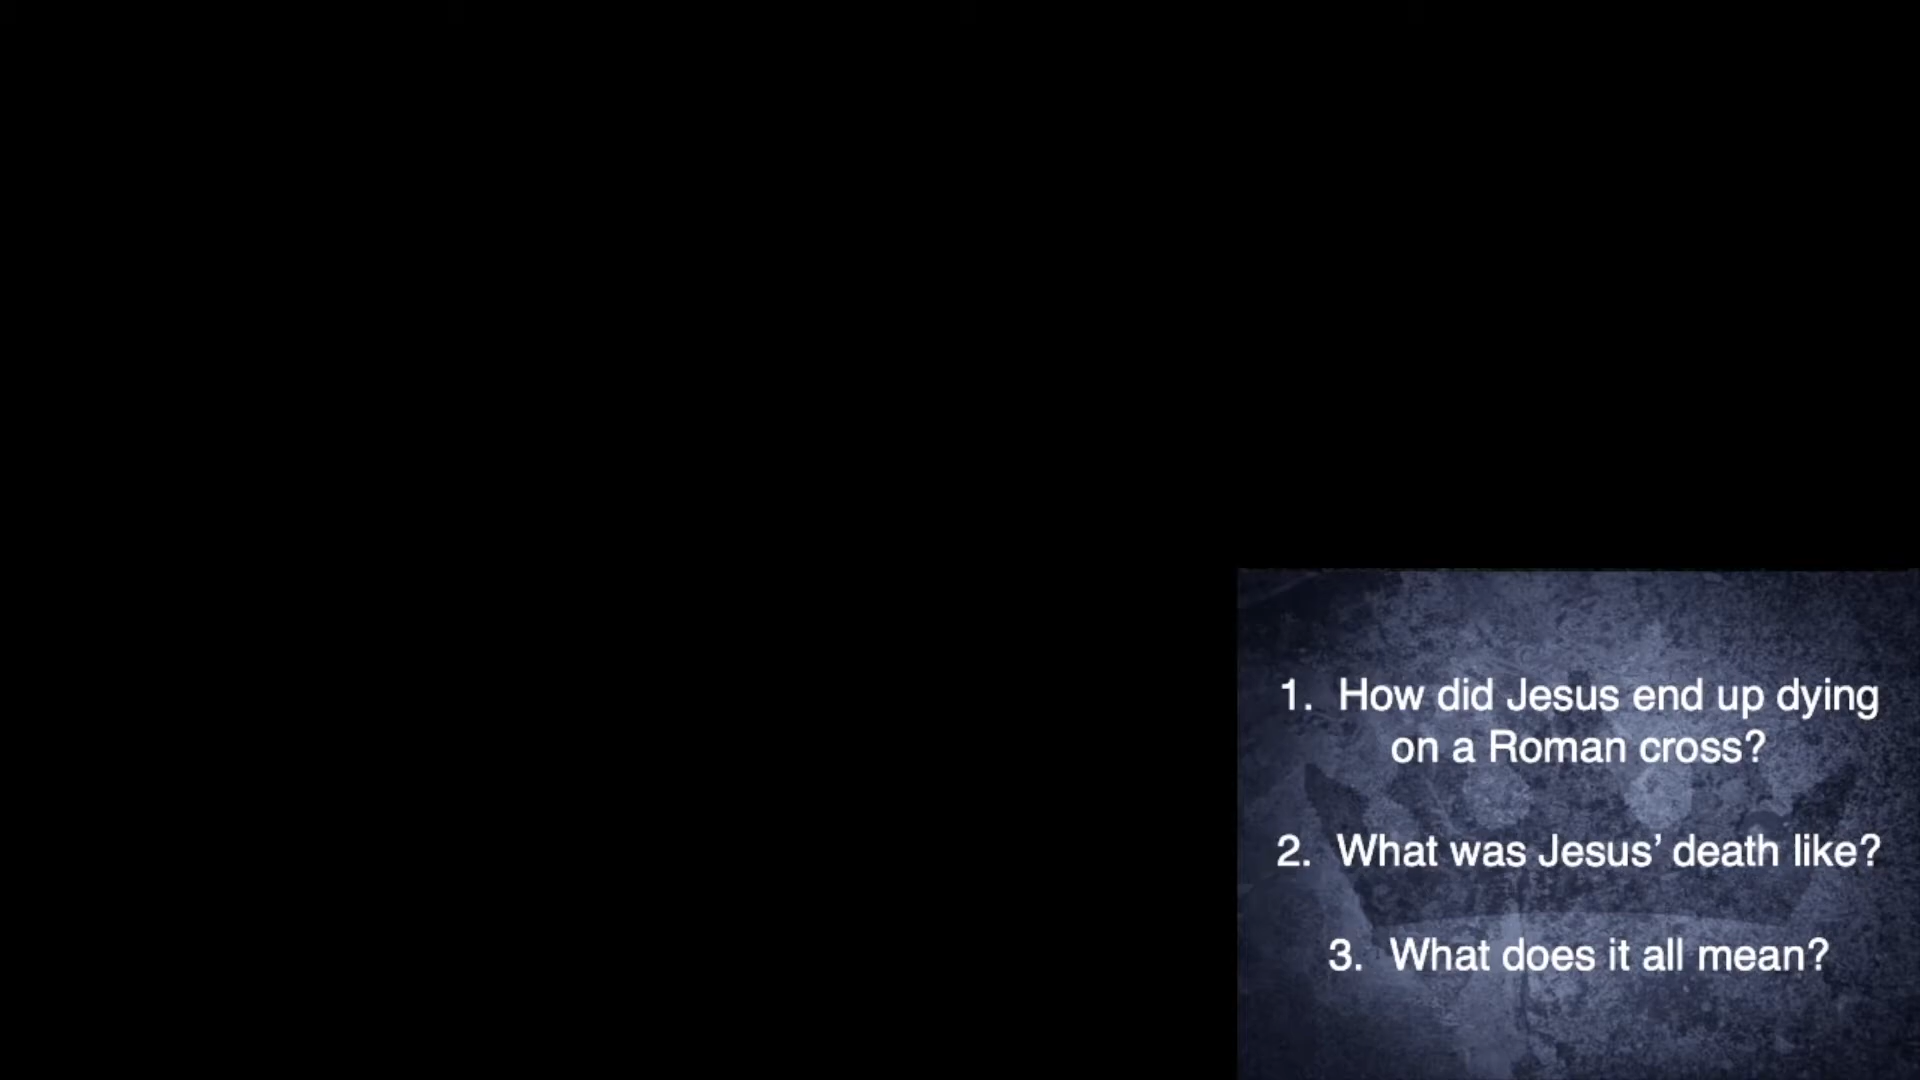 1. How did Jesus end up dying
on a Roman cross?
2. What was Jesus’ death like?
3. What does it all mean?